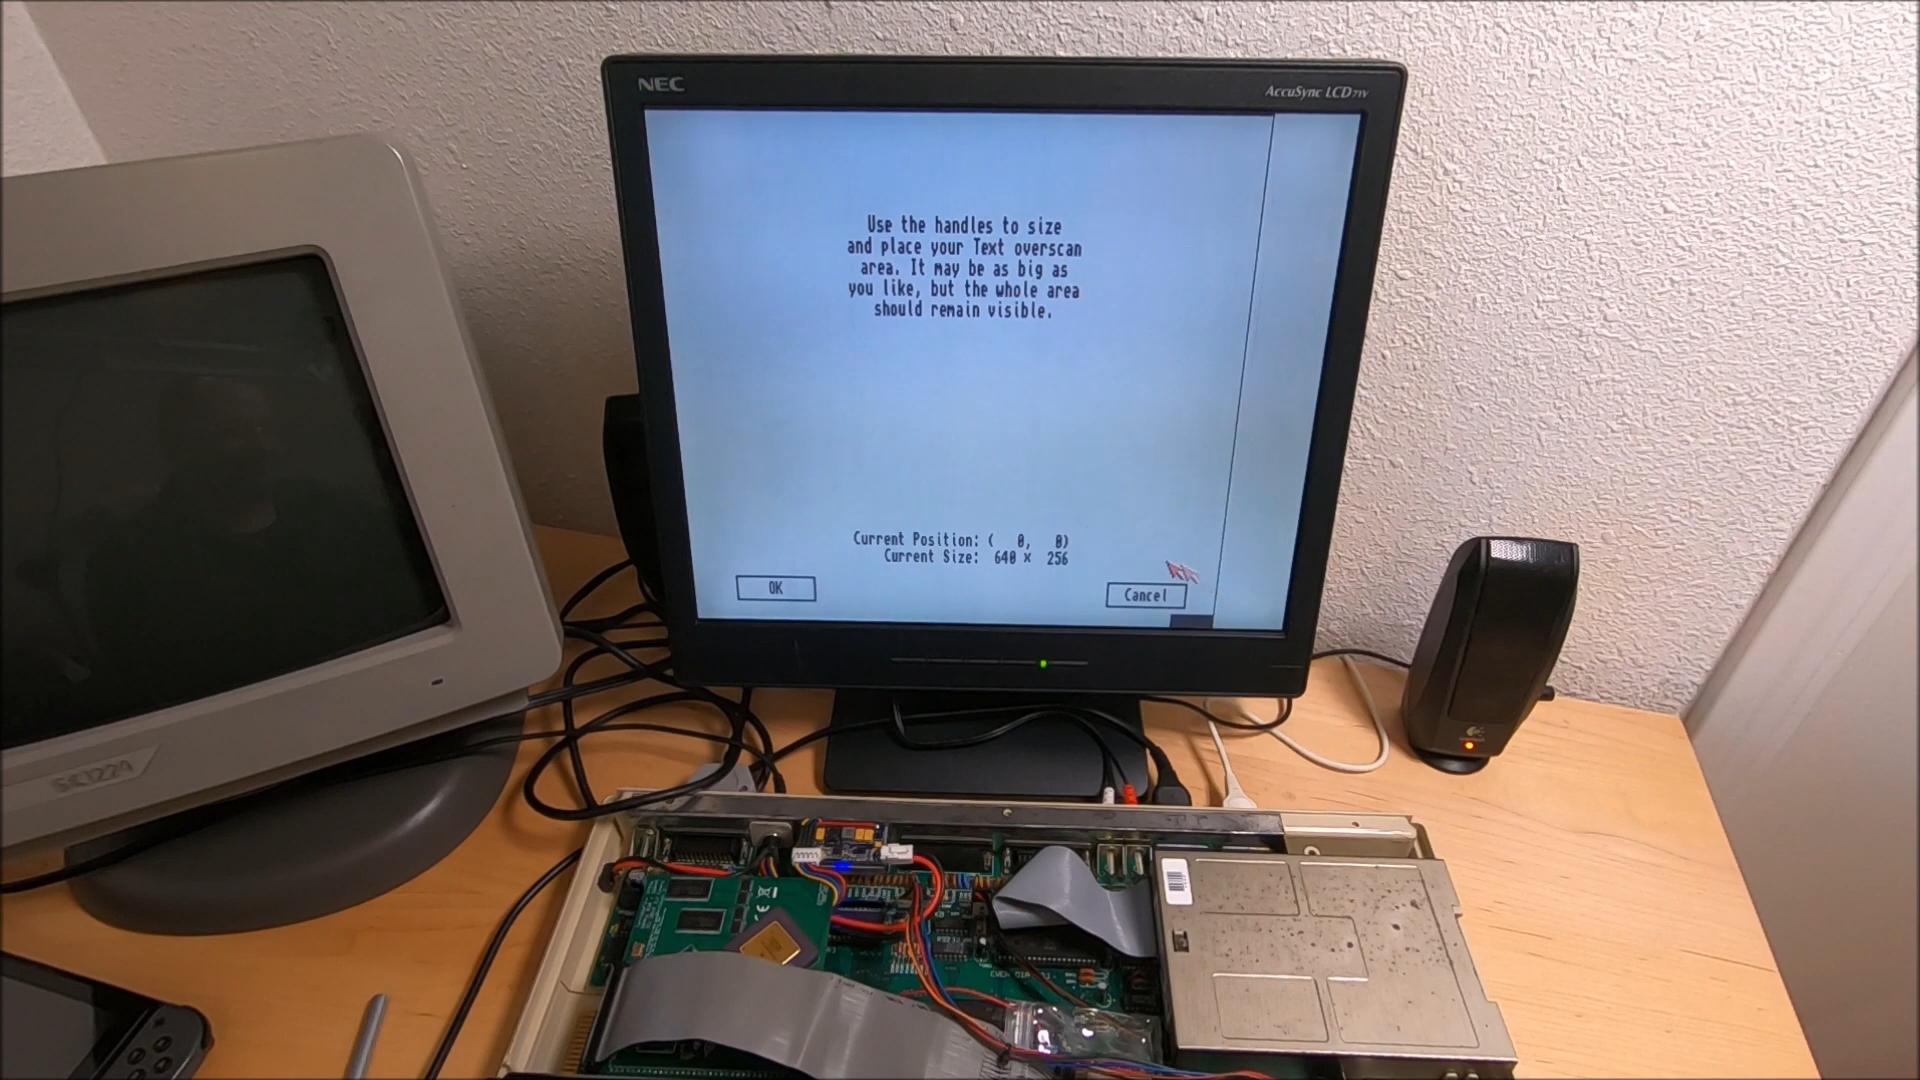 NEC
AccuSync LCD71V
Use the handles to size
and place your Text overscan
area. It may be as big as
you like, but the whole area
should remain visible.
Current Position: (   0,   0)
Current Size:  640 ×  256
OK
Cancel